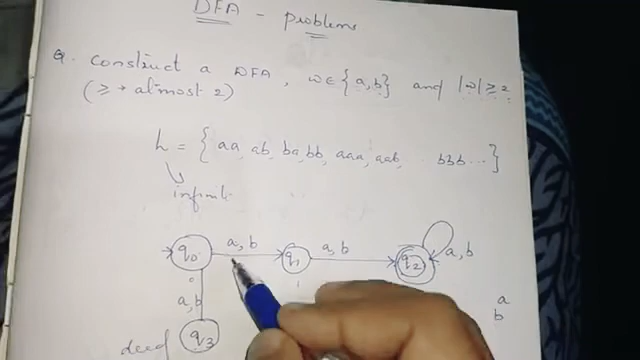 DFA - problems
Q. Construct a DFA, w∈{a,b} and |w|≥2
(≥ → almost 2)
L = { aa, ab, ba, bb, aaa, aab, .. bbb... }
infinite
q0 a,b q1 a,b q2 a,b
a,b
a
b
q3
dead